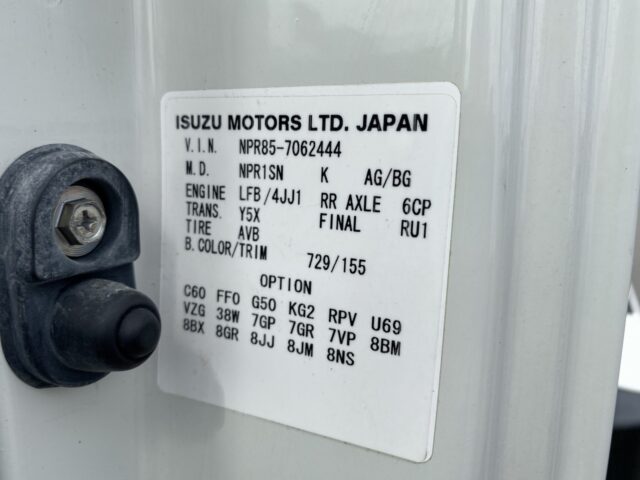 ISUZU MOTORS LTD. JAPAN
V.I.N. NPR85-7062444
M.D. NPR1SN K AG/BG
ENGINE LFB/4JJ1 RR AXLE 6CP
TRANS. Y5X FINAL RU1
TIRE AVB
B.COLOR/TRIM 729/155
OPTION
C60 FFO G50 KG2 RPV U69
VZG 38W 7GP 7GR 7VP 8BM
8BX 8GR 8JJ 8JM 8NS